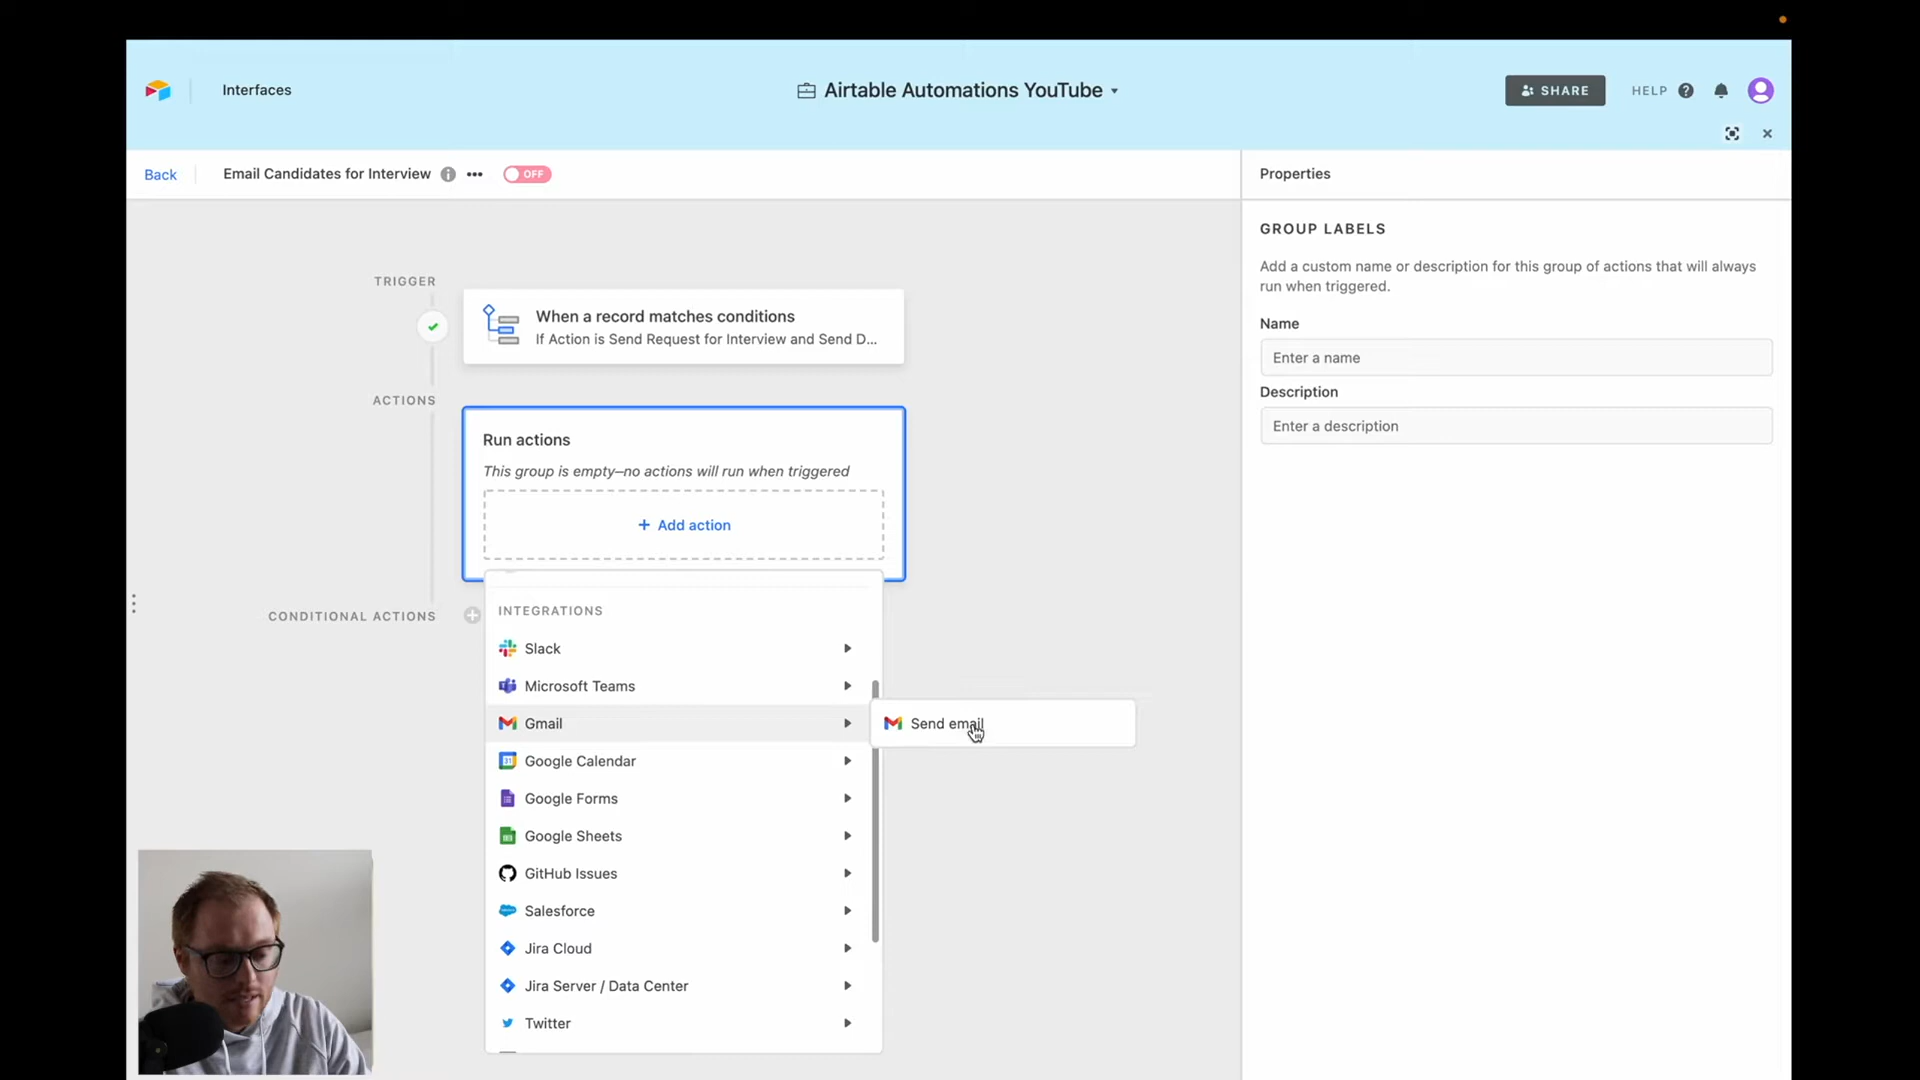 Interfaces
Airtable Automations YouTube
SHARE
HELP
Back
Email Candidates for Interview
OFF
Properties
TRIGGER
When a record matches conditions
If Action is Send Request for Interview and Send D...
ACTIONS
Run actions
This group is empty—no actions will run when triggered
+ Add action
CONDITIONAL ACTIONS
INTEGRATIONS
Slack
Microsoft Teams
Gmail
Send email
Google Calendar
Google Forms
Google Sheets
GitHub Issues
Salesforce
Jira Cloud
Jira Server / Data Center
Twitter
GROUP LABELS
Add a custom name or description for this group of actions that will always
run when triggered.
Name
Enter a name
Description
Enter a description